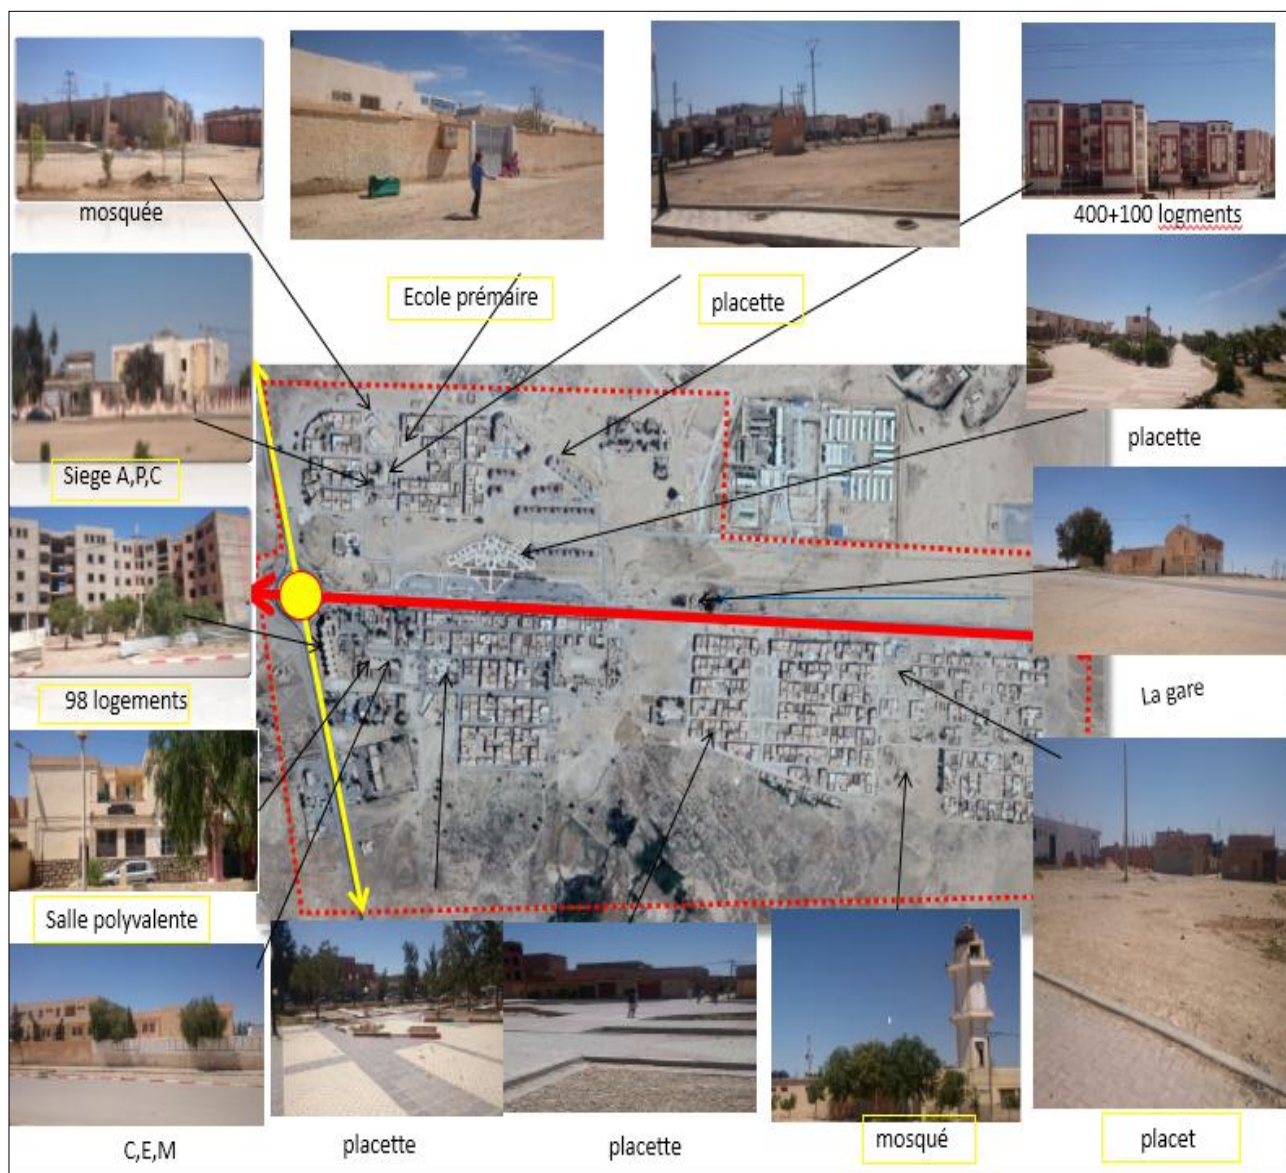 mosquée
Ecole prémaire
placette
400+100 logments
placette
Siege A,P,C
98 logements
La gare
Salle polyvalente
C,E,M
placette
placette
mosqué
placet